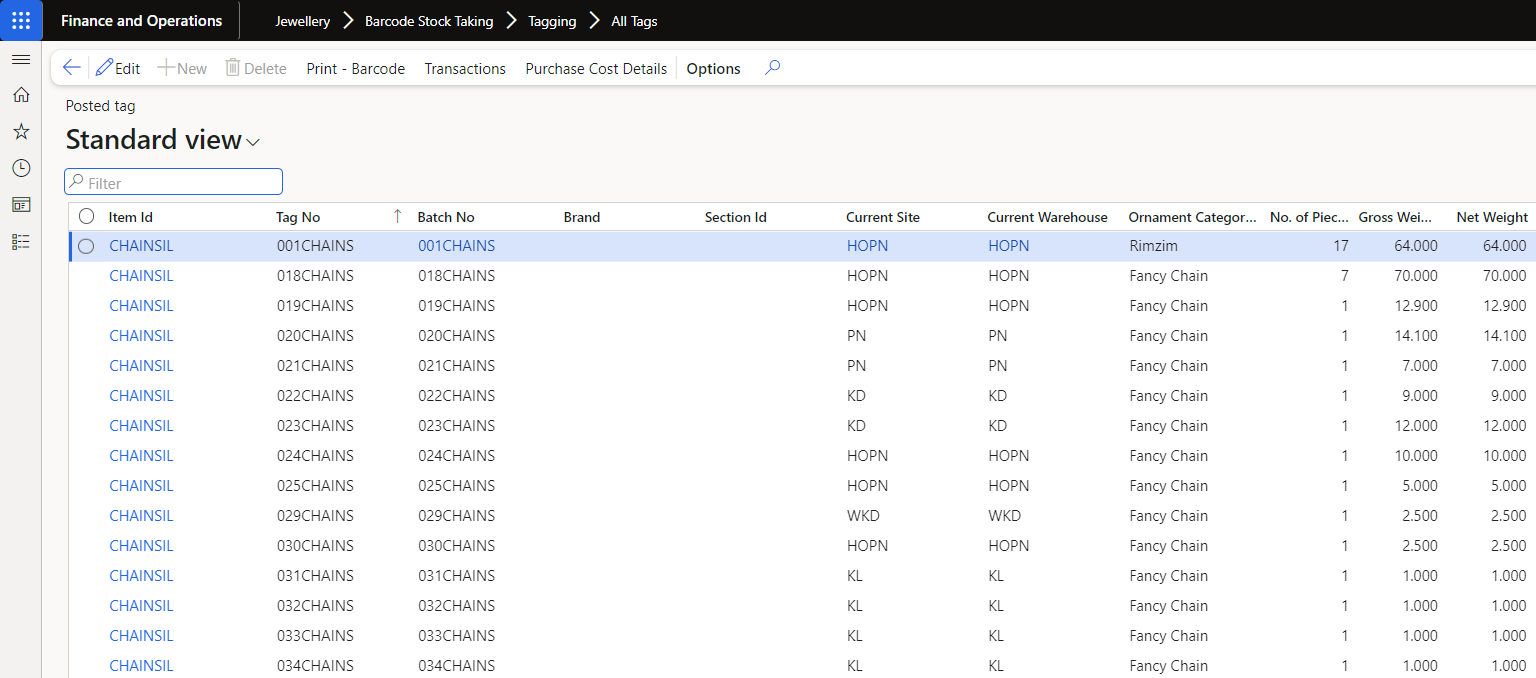 Finance and Operations Jewellery Barcode Stock Taking Tagging All Tags
Edit New Delete Print - Barcode Transactions Purchase Cost Details Options
Posted tag
Standard view
Filter
Item Id Tag No Batch No Brand Section Id Current Site Current Warehouse Ornament Categor... No. of Piec... Gross Wei... Net Weight
CHAINSIL 001CHAINS 001CHAINS HOPN HOPN Rimzim 17 64.000 64.000
CHAINSIL 018CHAINS 018CHAINS HOPN HOPN Fancy Chain 7 70.000 70.000
CHAINSIL 019CHAINS 019CHAINS HOPN HOPN Fancy Chain 1 12.900 12.900
CHAINSIL 020CHAINS 020CHAINS PN PN Fancy Chain 1 14.100 14.100
CHAINSIL 021CHAINS 021CHAINS PN PN Fancy Chain 1 7.000 7.000
CHAINSIL 022CHAINS 022CHAINS KD KD Fancy Chain 1 9.000 9.000
CHAINSIL 023CHAINS 023CHAINS KD KD Fancy Chain 1 12.000 12.000
CHAINSIL 024CHAINS 024CHAINS HOPN HOPN Fancy Chain 1 10.000 10.000
CHAINSIL 025CHAINS 025CHAINS HOPN HOPN Fancy Chain 1 5.000 5.000
CHAINSIL 029CHAINS 029CHAINS WKD WKD Fancy Chain 1 2.500 2.500
CHAINSIL 030CHAINS 030CHAINS HOPN HOPN Fancy Chain 1 2.500 2.500
CHAINSIL 031CHAINS 031CHAINS KL KL Fancy Chain 1 1.000 1.000
CHAINSIL 032CHAINS 032CHAINS KL KL Fancy Chain 1 1.000 1.000
CHAINSIL 033CHAINS 033CHAINS KL KL Fancy Chain 1 1.000 1.000
CHAINSIL 034CHAINS 034CHAINS KL KL Fancy Chain 1 1.000 1.000